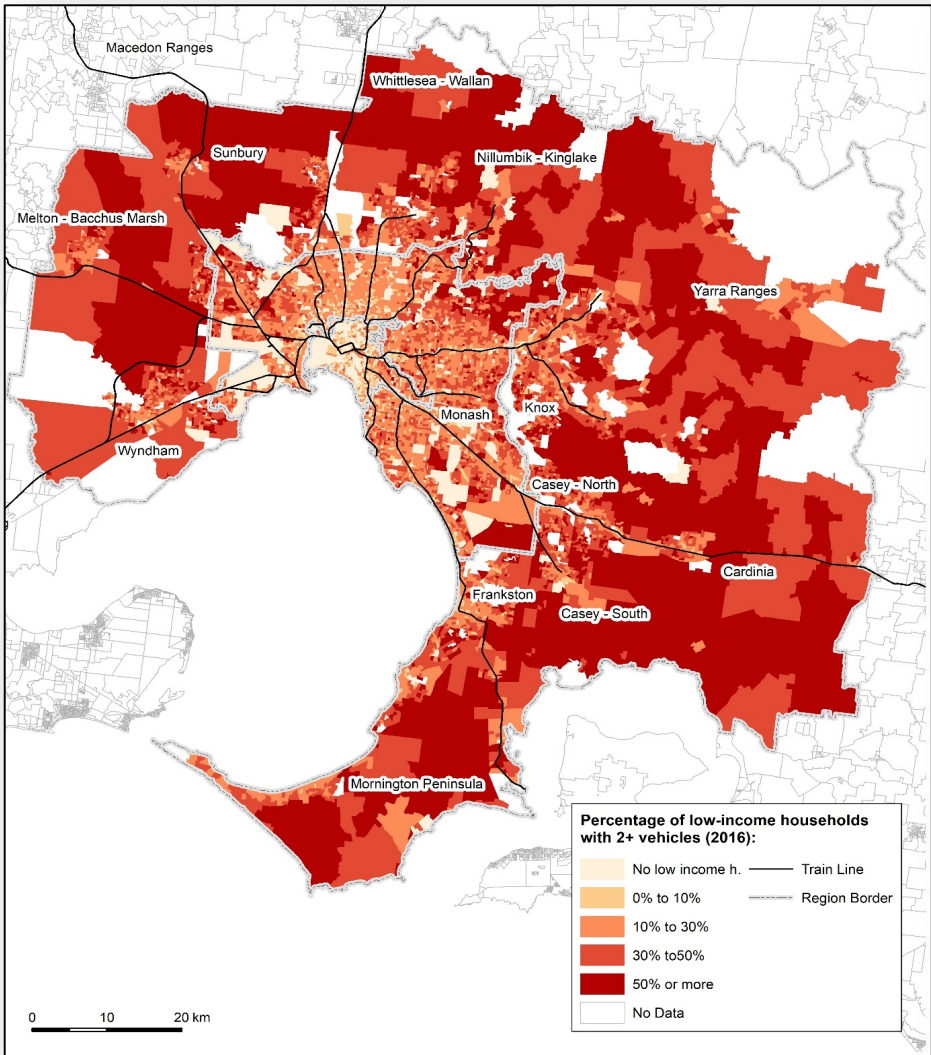 Macedon Ranges
Whittlesea - Wallan
Sunbury
Nillumbik - Kinglake
Melton - Bacchus Marsh
Yarra Ranges
Monash
Knox
Wyndham
Casey - North
Cardinia
Frankston
Casey - South
Mornington Peninsula
Percentage of low-income households
with 2+ vehicles (2016):
No low income h.
Train Line
0% to 10%
Region Border
10% to 30%
30% to50%
50% or more
No Data
0 10 20 km